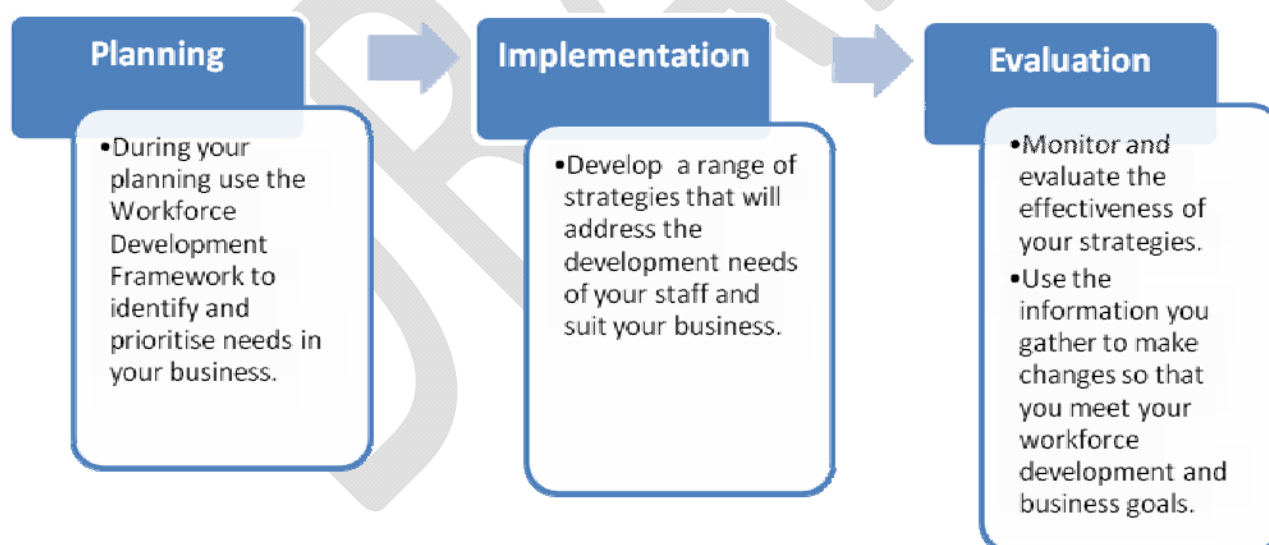 Planning
•During your
planning use the
Workforce
Development
Framework to
identify and
prioritise needs in
your business.
Implementation
•Develop  a range of
strategies that will
address the
development needs
of your staff and
suit your business.
Evaluation
•Monitor and
evaluate the
effectiveness of
your strategies.
•Use the
information you
gather to make
changes so that
you meet your
workforce
development and
business goals.